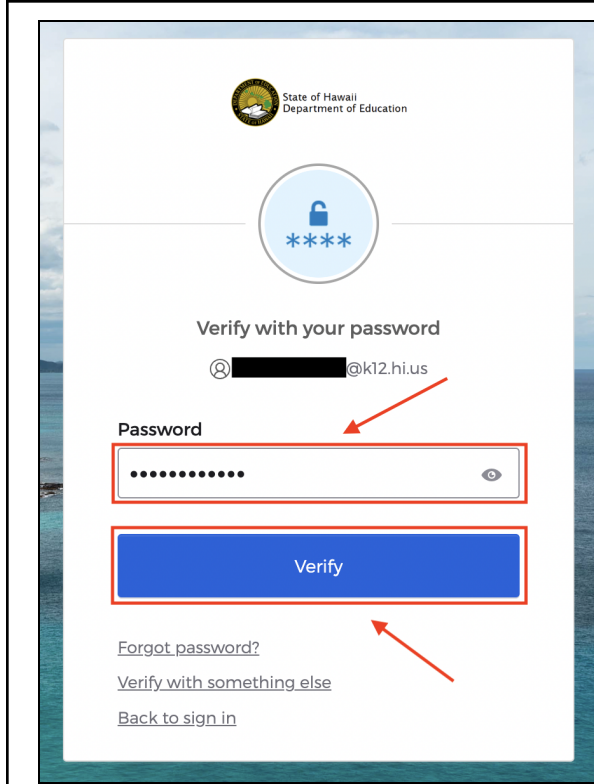 State of Hawaii
Department of Education
****
Verify with your password
@k12.hi.us
Password
••••••••••••
Verify
Forgot password?
Verify with something else
Back to sign in